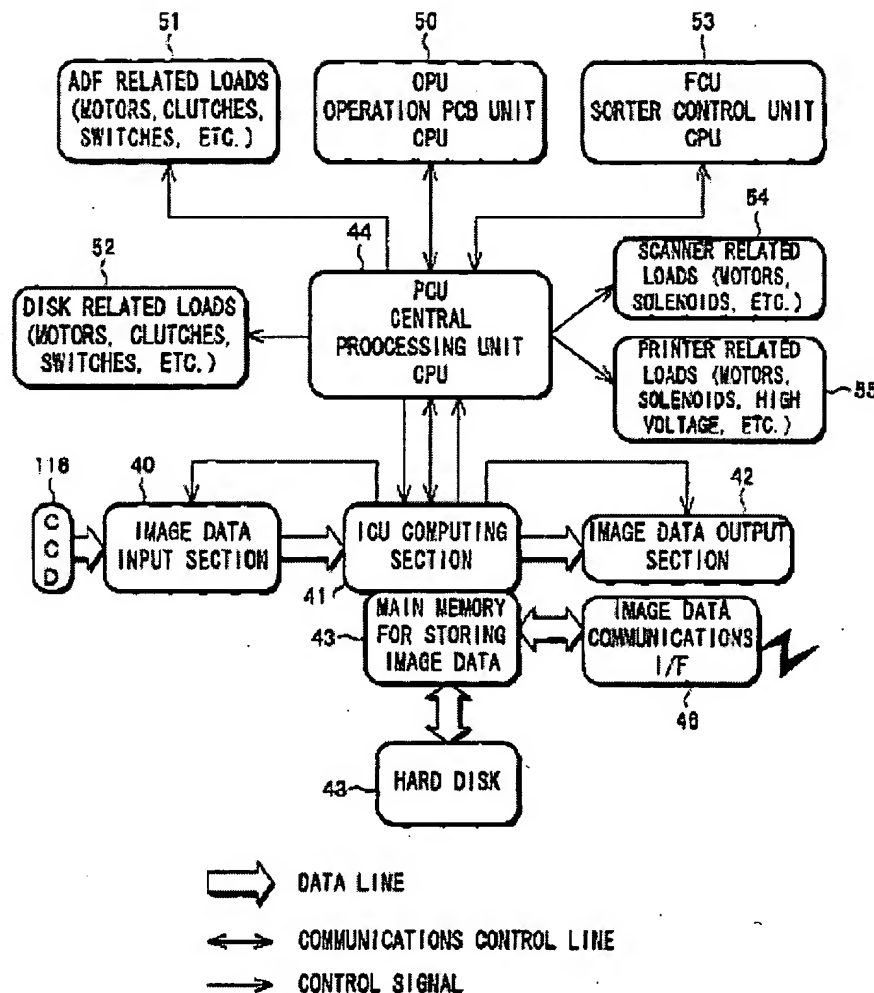 51
50
53
ADF RELATED LOADS
(MOTORS, CLUTCHES,
SWITCHES, ETC.)
OPU
OPERATION PCB UNIT
CPU
FCU
SORTER CONTROL UNIT
CPU
54
44
52
SCANNER RELATED
LOADS (MOTORS,
SOLENOIDS, ETC.)
DISK RELATED LOADS
(MOTORS, CLUTCHES,
SWITCHES, ETC.)
PCU
CENTRAL
PROOCESSING UNIT
CPU
PRINTER RELATED
LOADS (MOTORS,
SOLENOIDS, HIGH
VOLTAGE, ETC.)
55
118
40
42
CCD
IMAGE DATA
INPUT SECTION
ICU COMPUTING
SECTION
IMAGE DATA OUTPUT
SECTION
41
43
MAIN MEMORY
FOR STORING
IMAGE DATA
IMAGE DATA
COMMUNICATIONS
I/F
46
43
HARD DISK
DATA LINE
COMMUNICATIONS CONTROL LINE
CONTROL SIGNAL